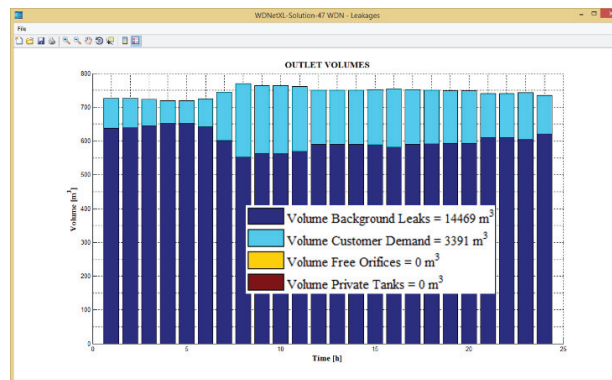 WDNetXL-Solution-47 WDN - Leakages
File
OUTLET VOLUMES
800
700
600
500
400
300
200
100
0
Volume [m³]
Volume Background Leaks = 14469 m³
Volume Customer Demand = 3391 m³
Volume Free Orifices = 0 m³
Volume Private Tanks = 0 m³
0 5 10 15 20 25
Time [h]